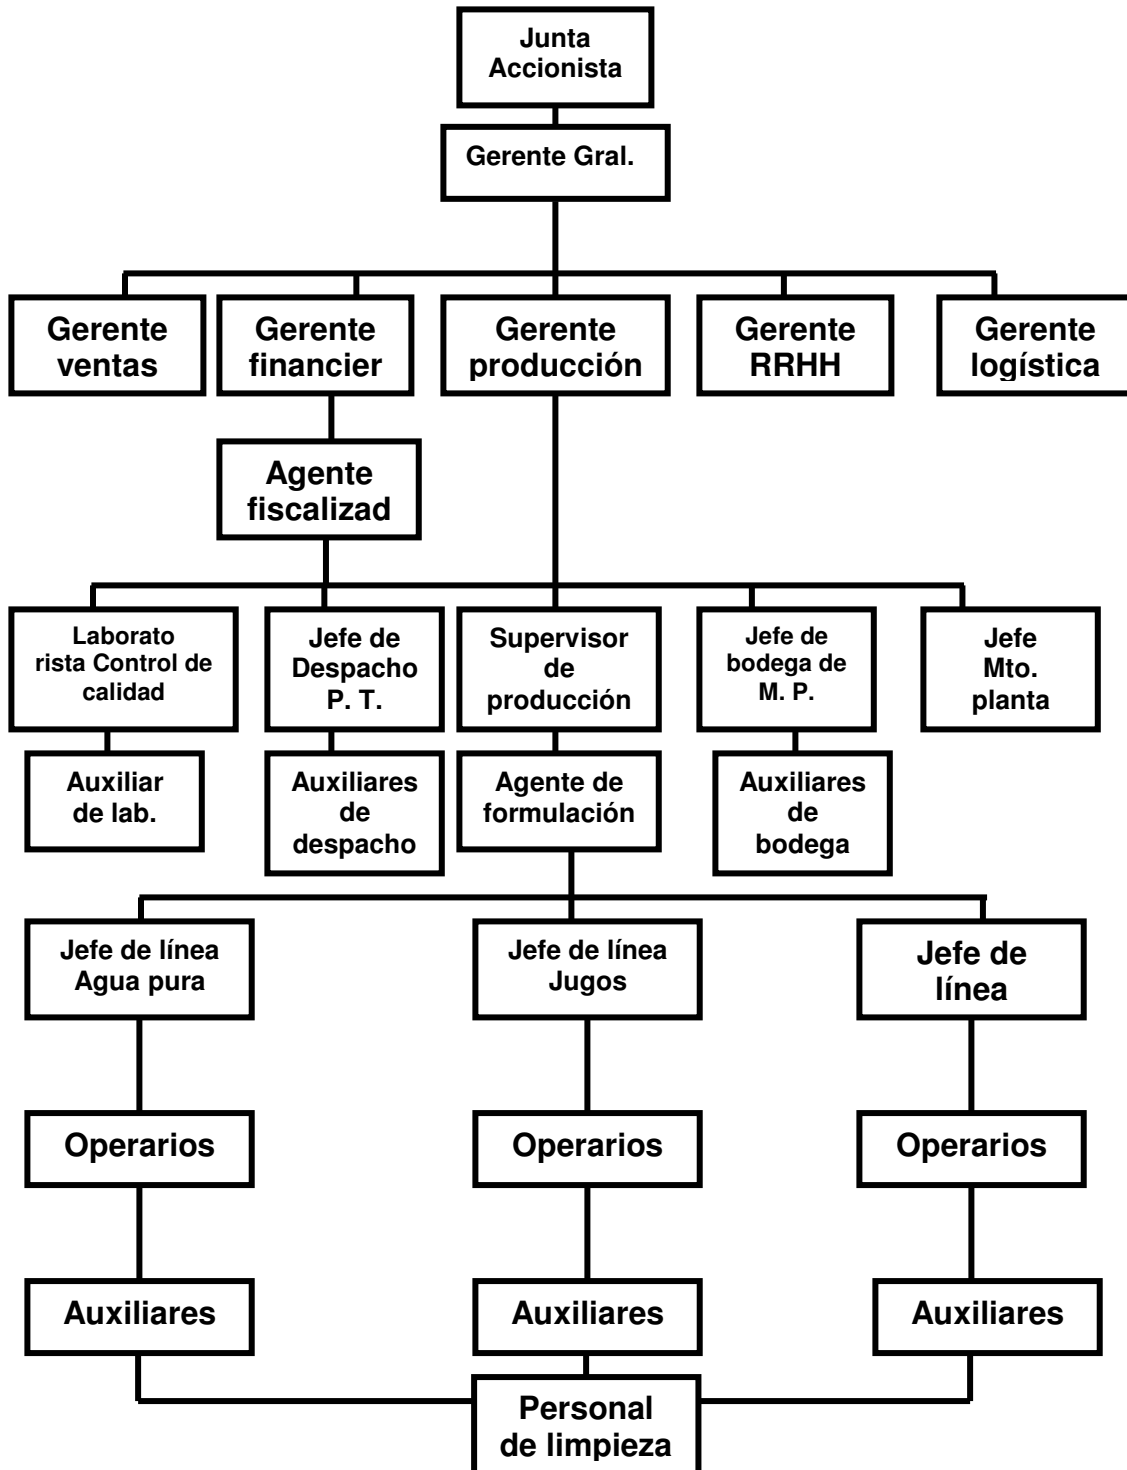 Junta
Accionista
Gerente Gral.
Gerente
ventas
Gerente
financier
Gerente
producción
Gerente
RRHH
Gerente
logística
Agente
fiscalizad
Laborato
rista Control de
calidad
Jefe de
Despacho
P. T.
Supervisor
de
producción
Jefe de
bodega de
M. P.
Jefe
Mto.
planta
Auxiliar
de lab.
Auxiliares
de
despacho
Agente de
formulación
Auxiliares
de
bodega
Jefe de línea
Agua pura
Jefe de línea
Jugos
Jefe de
línea
Operarios
Operarios
Operarios
Auxiliares
Auxiliares
Auxiliares
Personal
de limpieza